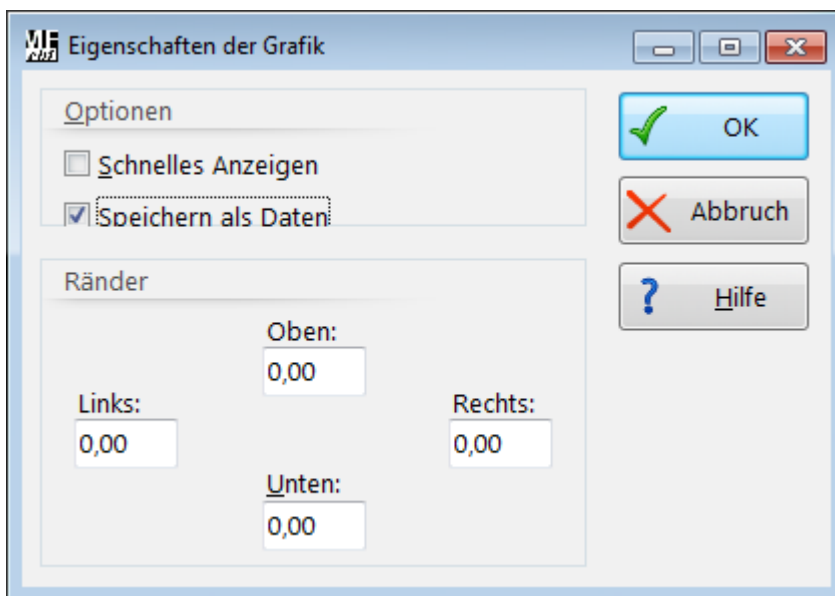 Eigenschaften der Grafik
Optionen
Schnelles Anzeigen
Speichern als Daten
Ränder
Oben:
0,00
Links:
0,00
Rechts:
0,00
Unten:
0,00
OK
Abbruch
Hilfe